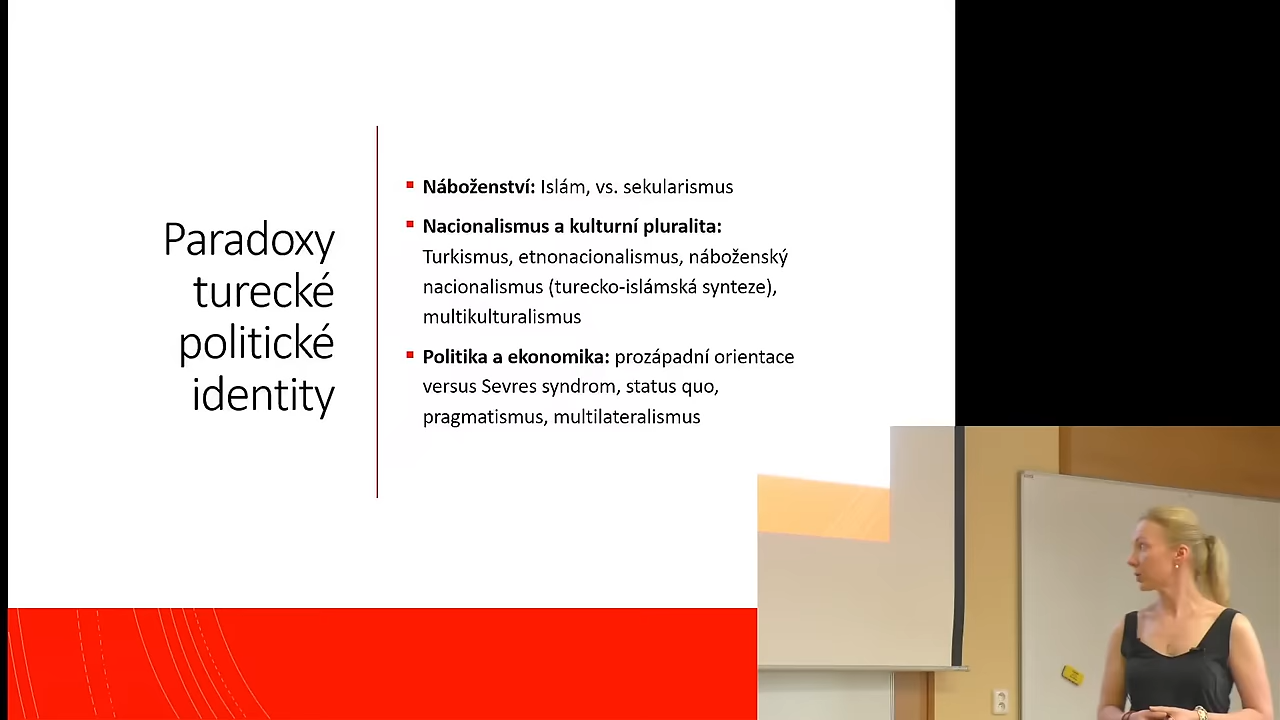 Paradoxy
turecké
politické
identity
Náboženství: Islám, vs. sekularismus
Nacionalismus a kulturní pluralita:
Turkismus, etnonacionalismus, náboženský
nacionalismus (turecko-islámská synteze),
multikulturalismus
Politika a ekonomika: prozápadní orientace
versus Sevres syndrom, status quo,
pragmatismus, multilateralismus